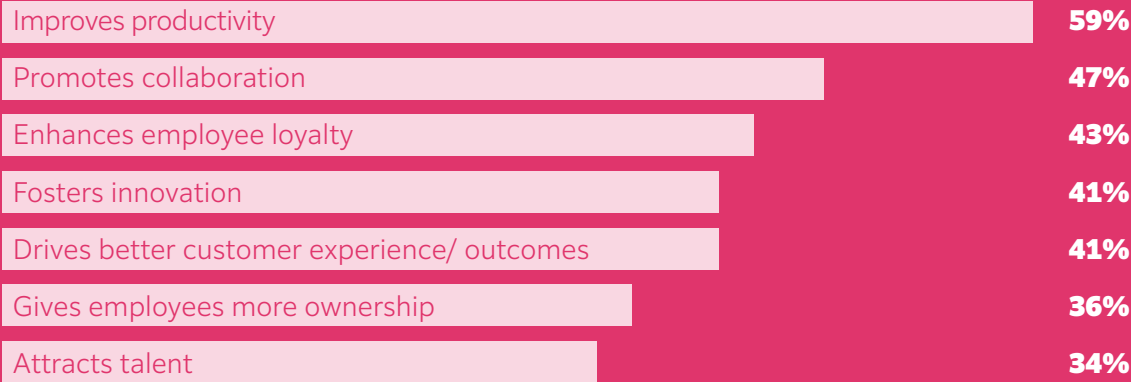 Improves productivity 59%
Promotes collaboration 47%
Enhances employee loyalty 43%
Fosters innovation 41%
Drives better customer experience/ outcomes 41%
Gives employees more ownership 36%
Attracts talent 34%